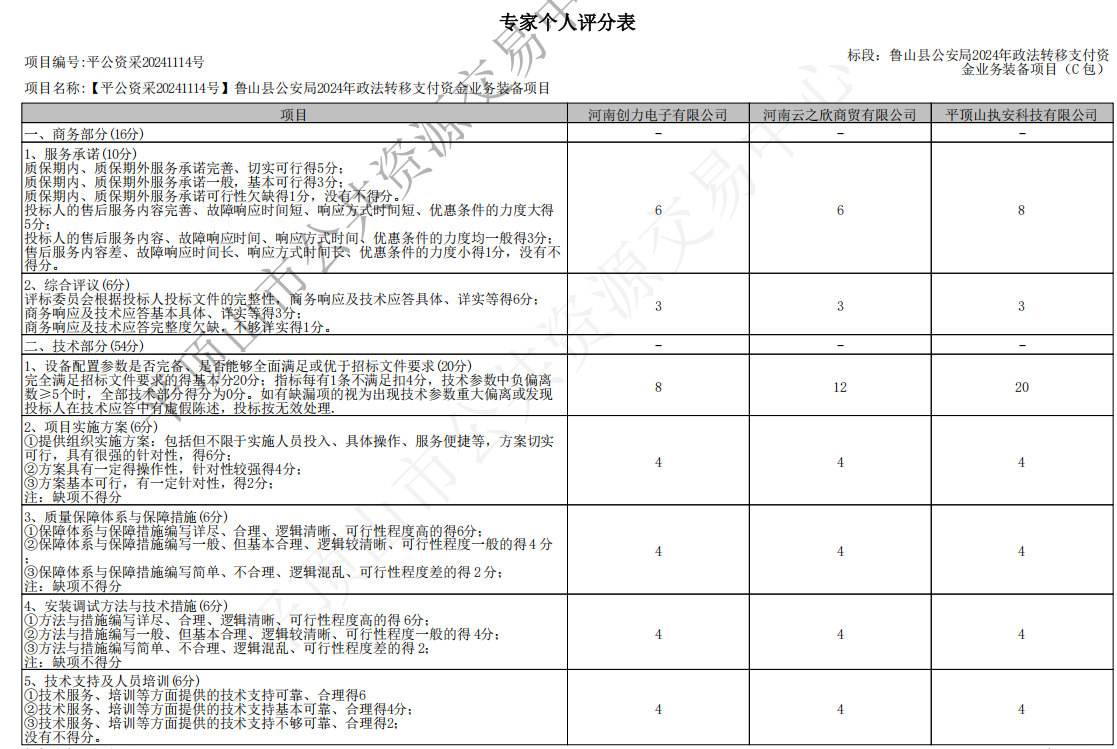 专家个人评分表
项目编号:平公资采20241114号
标段：鲁山县公安局2024年政法转移支付资
金业务装备项目（C包）
项目名称:【平公资采20241114号】鲁山县公安局2024年政法转移支付资金业务装备项目
项目 河南创力电子有限公司 河南云之欣商贸有限公司 平顶山执安科技有限公司
一、商务部分(16分) - - -
1、服务承诺(10分)
质保期内、质保期外服务承诺完善、切实可行得5分；
质保期内、质保期外服务承诺一般，基本可行得3分；
质保期内、质保期外服务承诺可行性欠缺得1分，没有不得分。
投标人的售后服务内容完善、故障响应时间短、响应方式时间短、优惠条件的力度大得
5分；
投标人的售后服务内容、故障响应时间、响应方式时间、优惠条件的力度均一般得3分；
售后服务内容差、故障响应时间长、响应方式时间长、优惠条件的力度小得1分，没有不
得分。
6 6 8
2、综合评议(6分)
评标委员会根据投标人投标文件的完整性，商务响应及技术应答具体、详实等得6分；
商务响应及技术应答基本具体、详实等得3分；
商务响应及技术应答完整度欠缺，不够详实得1分。
3 3 3
二、技术部分(54分) - - -
1、设备配置参数是否完备、是否能够全面满足或优于招标文件要求(20分)
完全满足招标文件要求的得基本分20分；指标每有1条不满足扣4分，技术参数中负偏离
数≥5个时，全部技术部分得分为0分。如有缺漏项的视为出现技术参数重大偏离或发现
投标人在技术应答中有虚假陈述，投标按无效处理.
8 12 20
2、项目实施方案(6分)
①提供组织实施方案：包括但不限于实施人员投入、具体操作、服务便捷等，方案切实
可行，具有很强的针对性，得6分；
②方案具有一定得操作性，针对性较强得4分；
③方案基本可行，有一定针对性，得2分；
注：缺项不得分
4 4 4
3、质量保障体系与保障措施(6分)
①保障体系与保障措施编写详尽、合理、逻辑清晰、可行性程度高的得6分；
②保障体系与保障措施编写一般、但基本合理、逻辑较清晰、可行性程度一般的得４分
；
③保障体系与保障措施编写简单、不合理、逻辑混乱、可行性程度差的得２分；
注：缺项不得分
4 4 4
4、安装调试方法与技术措施(6分)
①方法与措施编写详尽、合理、逻辑清晰、可行性程度高的得 6分；
②方法与措施编写一般、但基本合理、逻辑较清晰、可行性程度一般的得 4分；
③方法与措施编写简单、不合理、逻辑混乱、可行性程度差的得 2；
注：缺项不得分
4 4 4
5、技术支持及人员培训(6分)
①技术服务、培训等方面提供的技术支持可靠、合理得6
②技术服务、培训等方面提供的技术支持基本可靠、合理得4分；
③技术服务、培训等方面提供的技术支持不够可靠、合理得2；
没有不得分。
4 4 4
平顶山市公共资源交易中
平顶山市公共资源交易中心